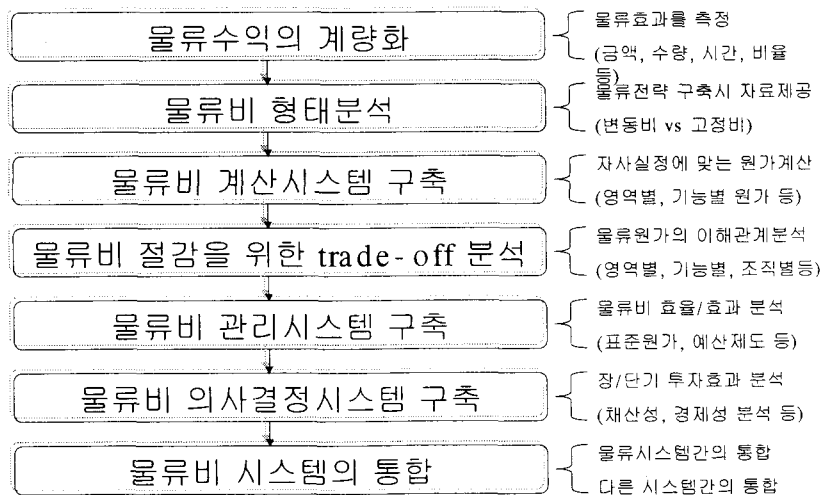 물류수익의 계량화
물류효과를 측정
(금액, 수량, 시간, 비율
등)
물류비 형태분석
물류전략 구축시 자료제공
(변동비 vs 고정비)
물류비 계산시스템 구축
자사실정에 맞는 원가계산
(영역별, 기능별 원가 등)
물류비 절감을 위한 trade-off 분석
물류원가의 이해관계분석
(영역별, 기능별, 조직별등)
물류비 관리시스템 구축
물류비 효율/효과 분석
(표준원가, 예산제도 등)
물류비 의사결정시스템 구축
장/단기 투자효과 분석
(채산성, 경제성 분석 등)
물류비 시스템의 통합
물류시스템간의 통합
다른 시스템간의 통합